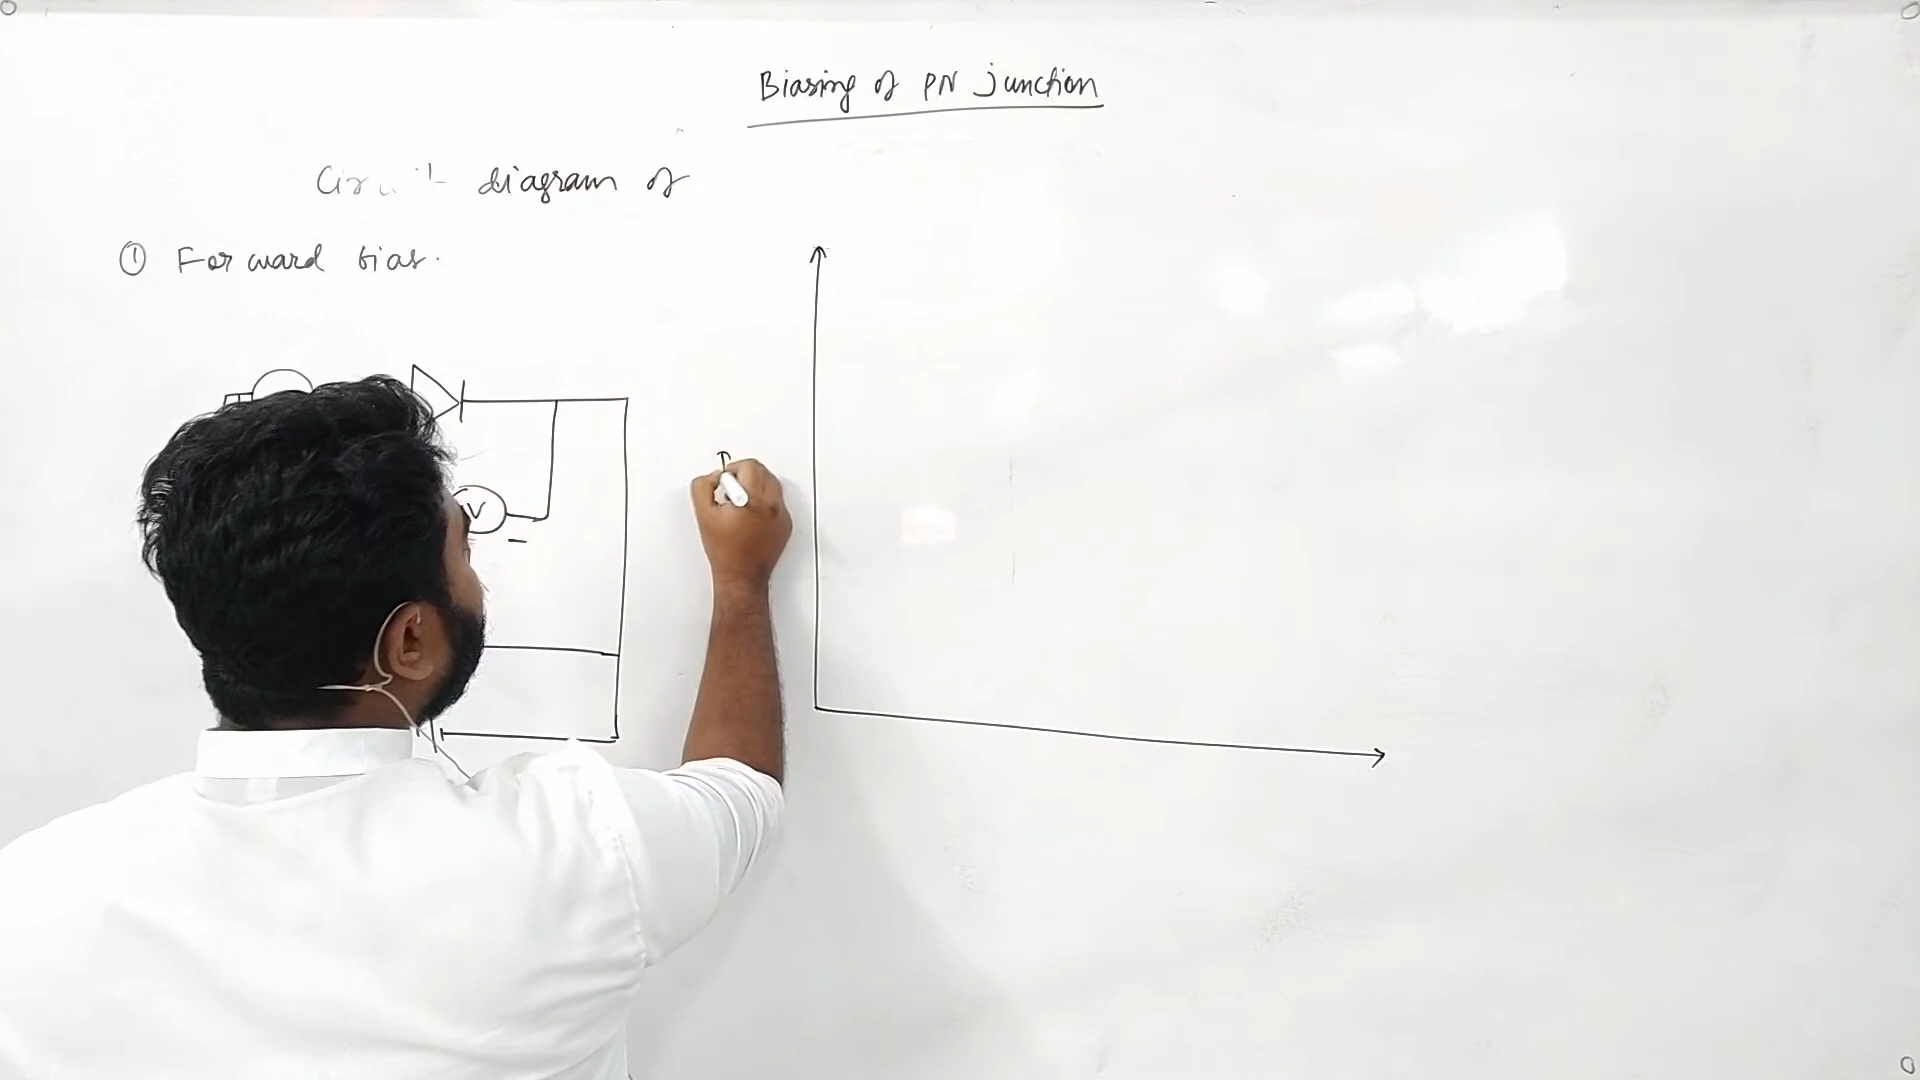 Biasing of PN junction
Circuit diagram of
① Forward bias.
V
−